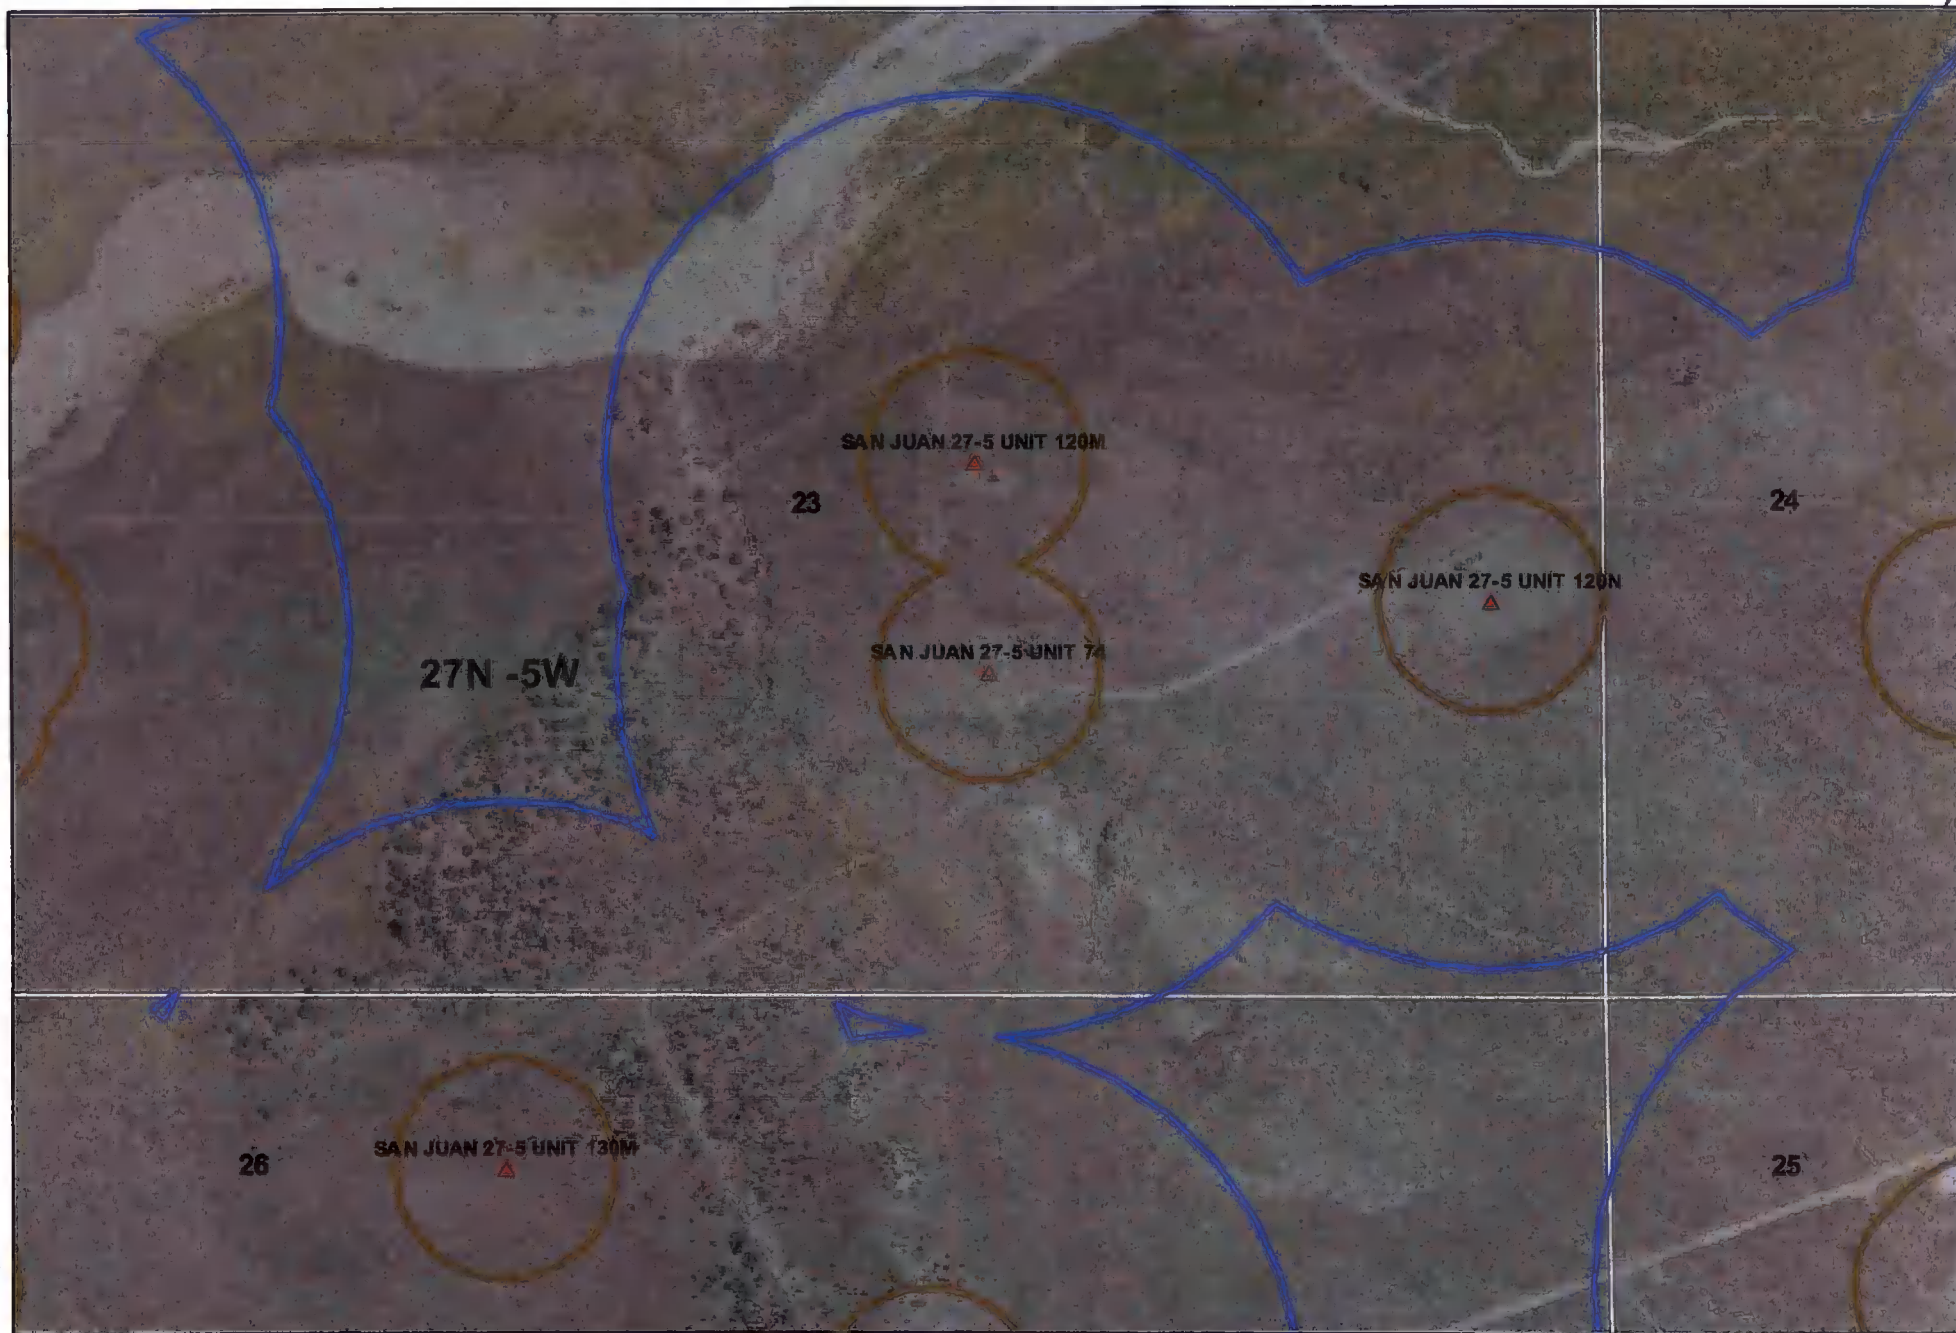 SAN JUAN 27-5 UNIT 120M
23
24
SAN JUAN 27-5 UNIT 120N
SAN JUAN 27-5 UNIT 74
27N -5W
SAN JUAN 27-5 UNIT 130M
26
25